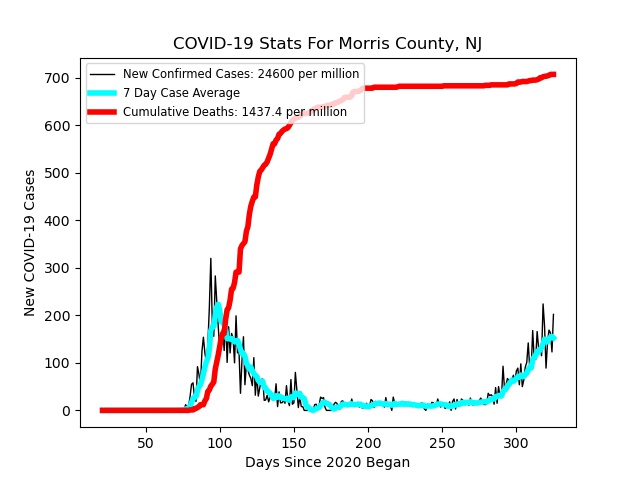 COVID-19 Stats For Morris County, NJ
New Confirmed Cases: 24600 per million
7 Day Case Average
Cumulative Deaths: 1437.4 per million
New COVID-19 Cases
700
600
500
400
300
200
100
0
50 100 150 200 250 300
Days Since 2020 Began